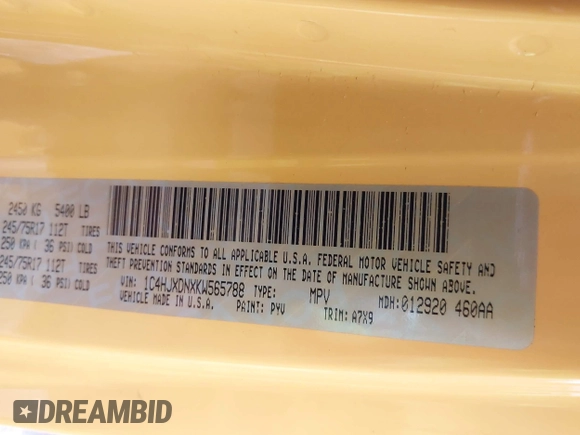 2450 KG 5400 LB
245/75R17 112T TIRES
250 KPA ( 36 PSI) COLD
245/75R17 112T TIRES
250 KPA ( 36 PSI) COLD
THIS VEHICLE CONFORMS TO ALL APPLICABLE U.S.A. FEDERAL MOTOR VEHICLE SAFETY AND
THEFT PREVENTION STANDARDS IN EFFECT ON THE DATE OF MANUFACTURE SHOWN ABOVE.
VIN: 1C4HJXDNXKW565788 TYPE: MPV MDH:012920 460AA
VEHICLE MADE IN U.S.A. PAINT: PYV TRIM: A7X9
DREAMBID